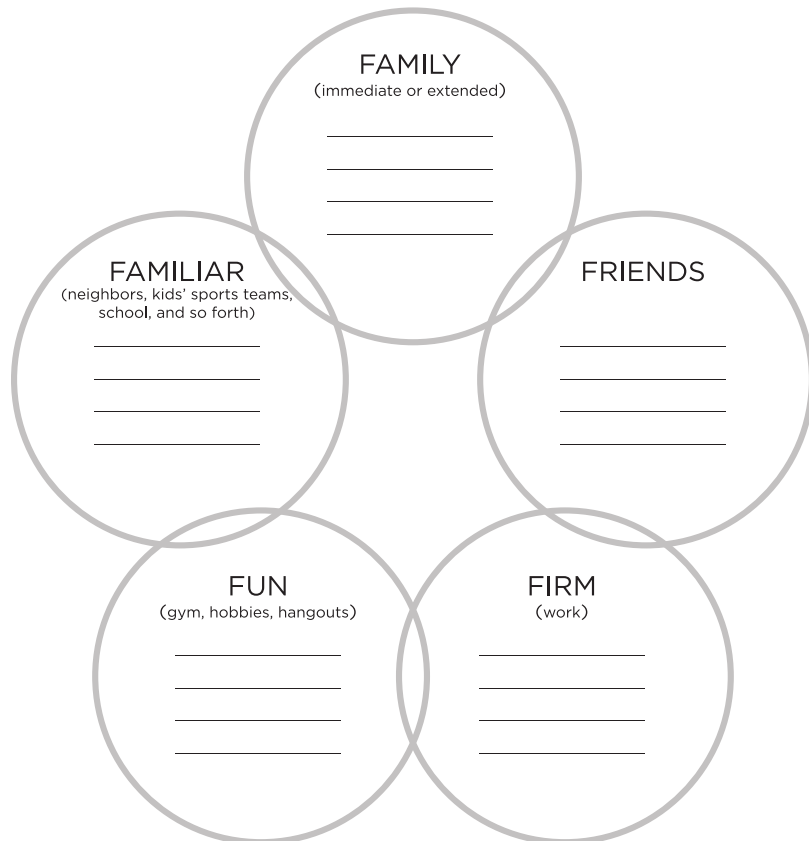 FAMILY
(immediate or extended)
FAMILIAR
(neighbors, kids’ sports teams,
school, and so forth)
FRIENDS
FUN
(gym, hobbies, hangouts)
FIRM
(work)